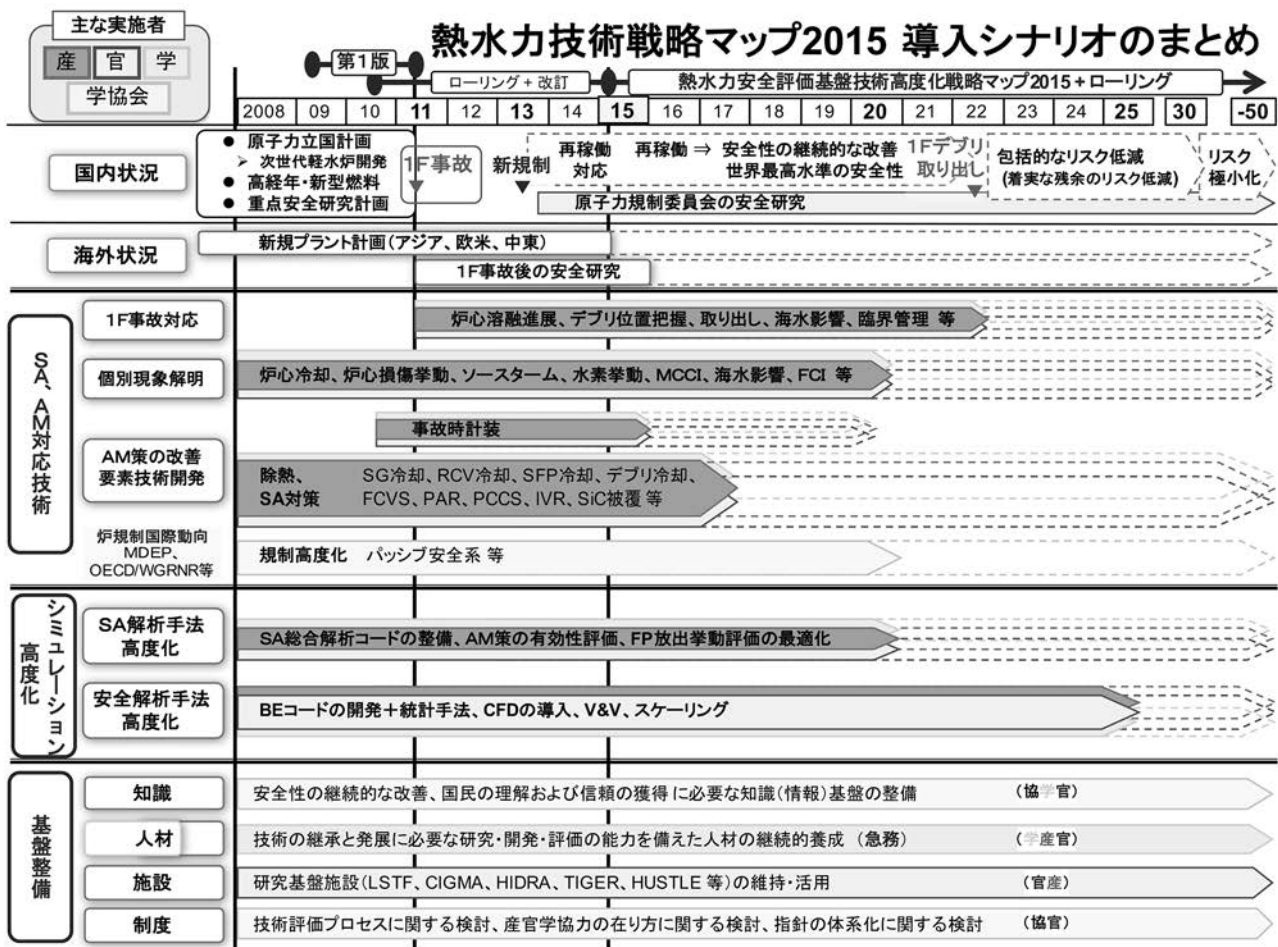 主な実施者
産 官 学
学協会
熱水力技術戦略マップ2015 導入シナリオのまとめ
第1版
ローリング + 改訂
熱水力安全評価基盤技術高度化戦略マップ2015 + ローリング
2008 09 10 11 12 13 14 15 16 17 18 19 20 21 22 23 24 25 30 -50
国内状況
● 原子力立国計画
➢ 次世代軽水炉開発
● 高経年・新型燃料
● 重点安全研究計画
1F事故
新規制
再稼働
対応
再稼働 ⇒ 安全性の継続的な改善
世界最高水準の安全性
1Fデブリ
取り出し
包括的なリスク低減
(着実な残余のリスク低減)
リスク
極小化
原子力規制委員会の安全研究
海外状況
新規プラント計画(アジア、欧米、中東)
1F事故後の安全研究
SA、AM対応技術
1F事故対応
炉心溶融進展、デブリ位置把握、取り出し、海水影響、臨界管理 等
個別現象解明
炉心冷却、炉心損傷挙動、ソースターム、水素挙動、MCCI、海水影響、FCI 等
事故時計装
AM策の改善
要素技術開発
除熱、 SG冷却、RCV冷却、SFP冷却、デブリ冷却、
SA対策 FCVS、PAR、PCCS、IVR、SiC被覆 等
炉規制国際動向
MDEP、
OECD/WGRNR等
規制高度化 パッシブ安全系 等
シミュレーション
高度化
SA解析手法
高度化
SA総合解析コードの整備、AM策の有効性評価、FP放出挙動評価の最適化
安全解析手法
高度化
BEコードの開発+統計手法、CFDの導入、V&V、スケーリング
基盤整備
知識
安全性の継続的な改善、国民の理解および信頼の獲得に必要な知識(情報)基盤の整備 (協学官)
人材
技術の継承と発展に必要な研究・開発・評価の能力を備えた人材の継続的養成 (急務) (学産官)
施設
研究基盤施設(LSTF、CIGMA、HIDRA、TIGER、HUSTLE 等)の維持・活用 (官産)
制度
技術評価プロセスに関する検討、産官学協力の在り方に関する検討、指針の体系化に関する検討 (協官)